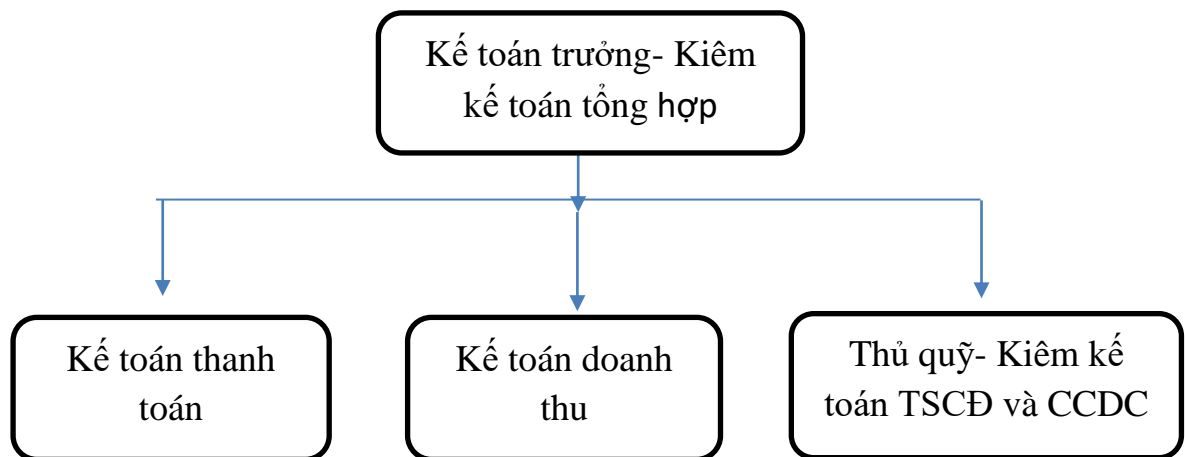 Kế toán trưởng- Kiêm
kế toán tổng hợp
Kế toán thanh
toán
Kế toán doanh
thu
Thủ quỹ- Kiêm kế
toán TSCĐ và CCDC